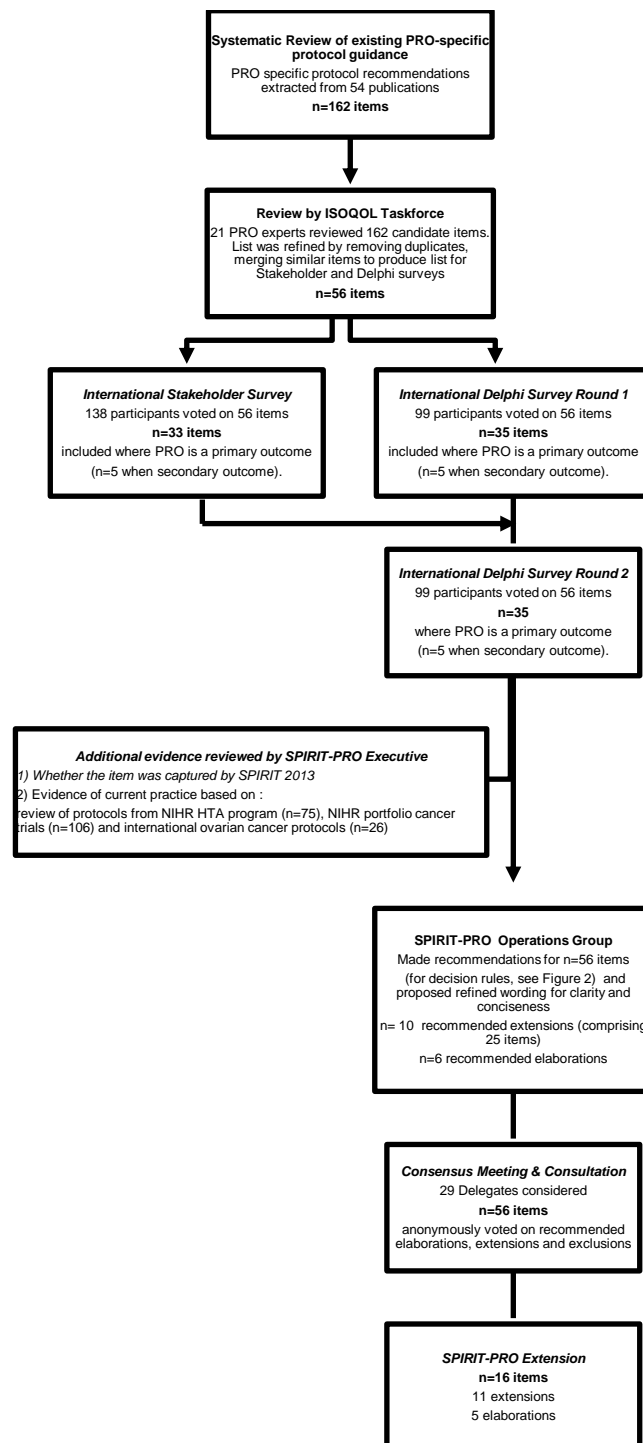 Systematic Review of existing PRO-specific
protocol guidance
PRO specific protocol recommendations
extracted from 54 publications
n=162 items
Review by ISOQOL Taskforce
21 PRO experts reviewed 162 candidate items.
List was refined by removing duplicates,
merging similar items to produce list for
Stakeholder and Delphi surveys
n=56 items
International Stakeholder Survey
138 participants voted on 56 items
n=33 items
included where PRO is a primary outcome
(n=5 when secondary outcome).
International Delphi Survey Round 1
99 participants voted on 56 items
n=35 items
included where PRO is a primary outcome
(n=5 when secondary outcome).
International Delphi Survey Round 2
99 participants voted on 56 items
n=35
where PRO is a primary outcome
(n=5 when secondary outcome).
Additional evidence reviewed by SPIRIT-PRO Executive
1) Whether the item was captured by SPIRIT 2013
2) Evidence of current practice based on :
review of protocols from NIHR HTA program (n=75), NIHR portfolio cancer
trials (n=106) and international ovarian cancer protocols (n=26)
SPIRIT-PRO Operations Group
Made recommendations for n=56 items
(for decision rules, see Figure 2) and
proposed refined wording for clarity and
conciseness
n= 10 recommended extensions (comprising
25 items)
n=6 recommended elaborations
Consensus Meeting & Consultation
29 Delegates considered
n=56 items
anonymously voted on recommended
elaborations, extensions and exclusions
SPIRIT-PRO Extension
n=16 items
11 extensions
5 elaborations